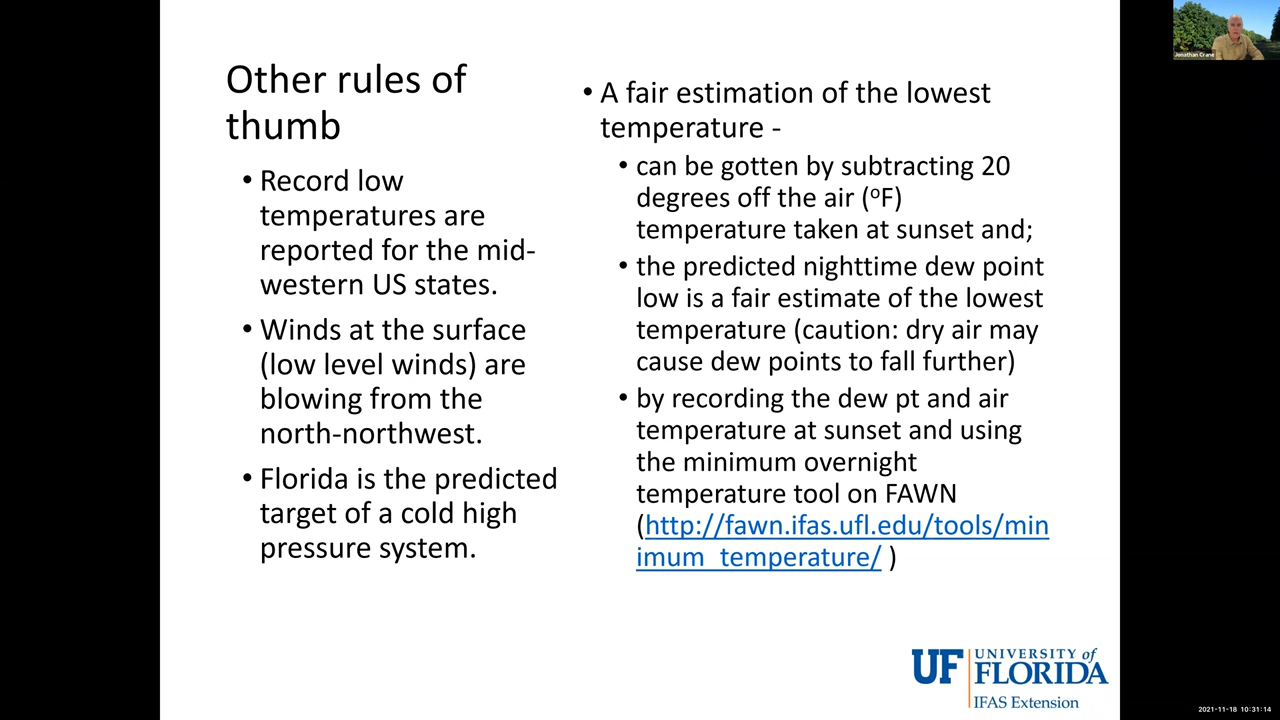 Other rules of
thumb
• Record low
temperatures are
reported for the mid-
western US states.
• Winds at the surface
(low level winds) are
blowing from the
north-northwest.
• Florida is the predicted
target of a cold high
pressure system.
• A fair estimation of the lowest
temperature -
• can be gotten by subtracting 20
degrees off the air (ᵒF)
temperature taken at sunset and;
• the predicted nighttime dew point
low is a fair estimate of the lowest
temperature (caution: dry air may
cause dew points to fall further)
• by recording the dew pt and air
temperature at sunset and using
the minimum overnight
temperature tool on FAWN
(http://fawn.ifas.ufl.edu/tools/min
imum_temperature/ )
UF UNIVERSITY of
FLORIDA
IFAS Extension
Jonathan Crane
2021-11-18 10:31:14